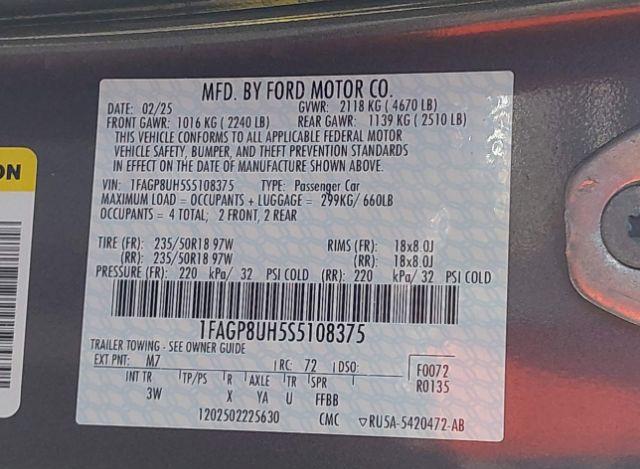 ON
MFD. BY FORD MOTOR CO.
DATE: 02/25 GVWR: 2118 KG ( 4670 LB)
FRONT GAWR: 1016 KG ( 2240 LB) REAR GAWR: 1139 KG ( 2510 LB)
THIS VEHICLE CONFORMS TO ALL APPLICABLE FEDERAL MOTOR
VEHICLE SAFETY, BUMPER, AND THEFT PREVENTION STANDARDS
IN EFFECT ON THE DATE OF MANUFACTURE SHOWN ABOVE.
VIN: 1FAGP8UH5S5108375 TYPE: Passenger Car
MAXIMUM LOAD = OCCUPANTS + LUGGAGE = 299KG/ 660LB
OCCUPANTS = 4 TOTAL; 2 FRONT, 2 REAR
TIRE (FR): 235/50R18 97W RIMS (FR): 18x8.0J
(RR): 235/50R18 97W (RR): 18x8.0J
PRESSURE (FR): 220 kPa/ 32 PSI COLD (RR): 220 kPa/ 32 PSI COLD
1FAGP8UH5S5108375
TRAILER TOWING - SEE OWNER GUIDE
EXT PNT: M7 RC: 72 DSO: F0072
INT TR TP/PS R AXLE TR SPR R0135
3W X YA U FFBB
1202502225630 CMC ▽RU5A-5420472-AB